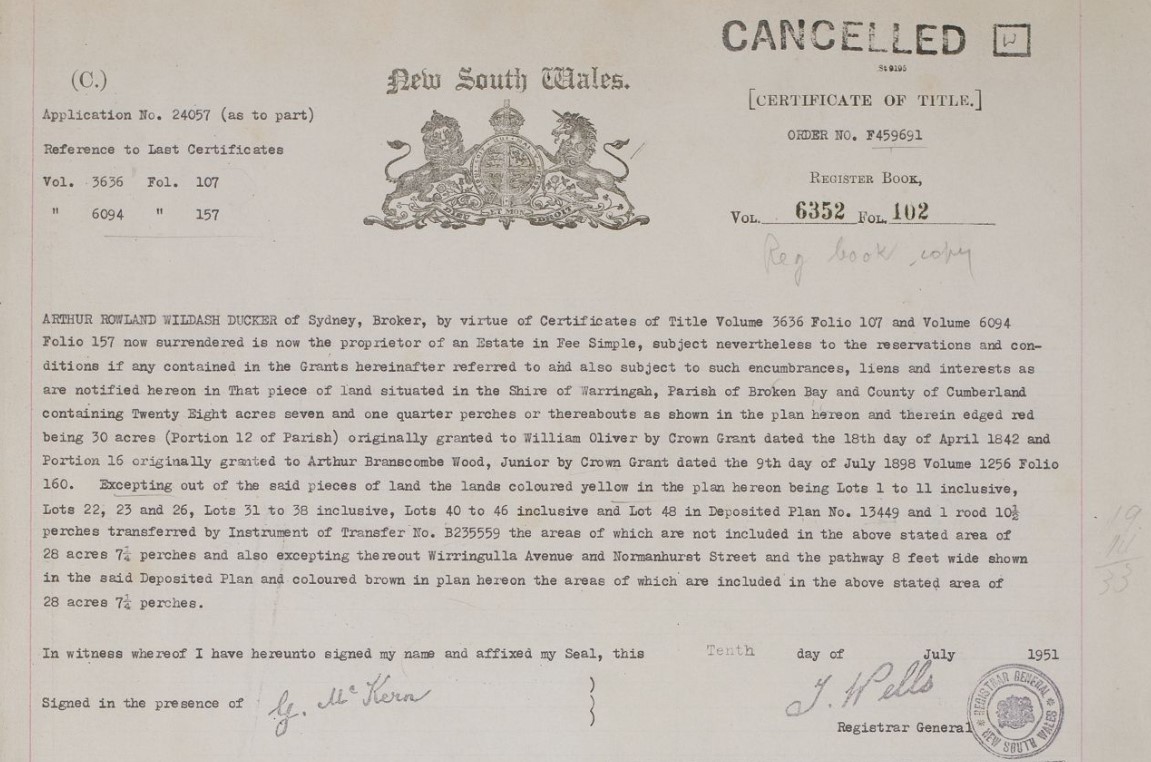 CANCELLED W
St 9195
(C.)
New South Wales.
[CERTIFICATE OF TITLE.]
Application No. 24057 (as to part)
ORDER NO. F459691
Reference to Last Certificates
Vol. 3636 Fol. 107
REGISTER BOOK,
" 6094 " 157
VOL. 6352 FOL. 102
ET MON DROIT
Reg book copy
ARTHUR ROWLAND WILDASH DUCKER of Sydney, Broker, by virtue of Certificates of Title Volume 3636 Folio 107 and Volume 6094
Folio 157 now surrendered is now the proprietor of an Estate in Fee Simple, subject nevertheless to the reservations and con-
ditions if any contained in the Grants hereinafter referred to and also subject to such encumbrances, liens and interests as
are notified hereon in That piece of land situated in the Shire of Warringah, Parish of Broken Bay and County of Cumberland
containing Twenty Eight acres seven and one quarter perches or thereabouts as shown in the plan hereon and therein edged red
being 30 acres (Portion 12 of Parish) originally granted to William Oliver by Crown Grant dated the 18th day of April 1842 and
Portion 16 originally granted to Arthur Branscombe Wood, Junior by Crown Grant dated the 9th day of July 1898 Volume 1256 Folio
160. Excepting out of the said pieces of land the lands coloured yellow in the plan hereon being Lots 1 to 11 inclusive,
Lots 22, 23 and 26, Lots 31 to 38 inclusive, Lots 40 to 46 inclusive and Lot 48 in Deposited Plan No. 13449 and 1 rood 10½
perches transferred by Instrument of Transfer No. B235559 the areas of which are not included in the above stated area of
28 acres 7¼ perches and also excepting thereout Wirringulla Avenue and Normanhurst Street and the pathway 8 feet wide shown
in the said Deposited Plan and coloured brown in plan hereon the areas of which are included in the above stated area of
28 acres 7¼ perches.
19
14
33
In witness whereof I have hereunto signed my name and affixed my Seal, this Tenth day of July 1951
Signed in the presence of G. McKern
J. Wells
Registrar General
REGISTRAR GENERAL NEW SOUTH WALES